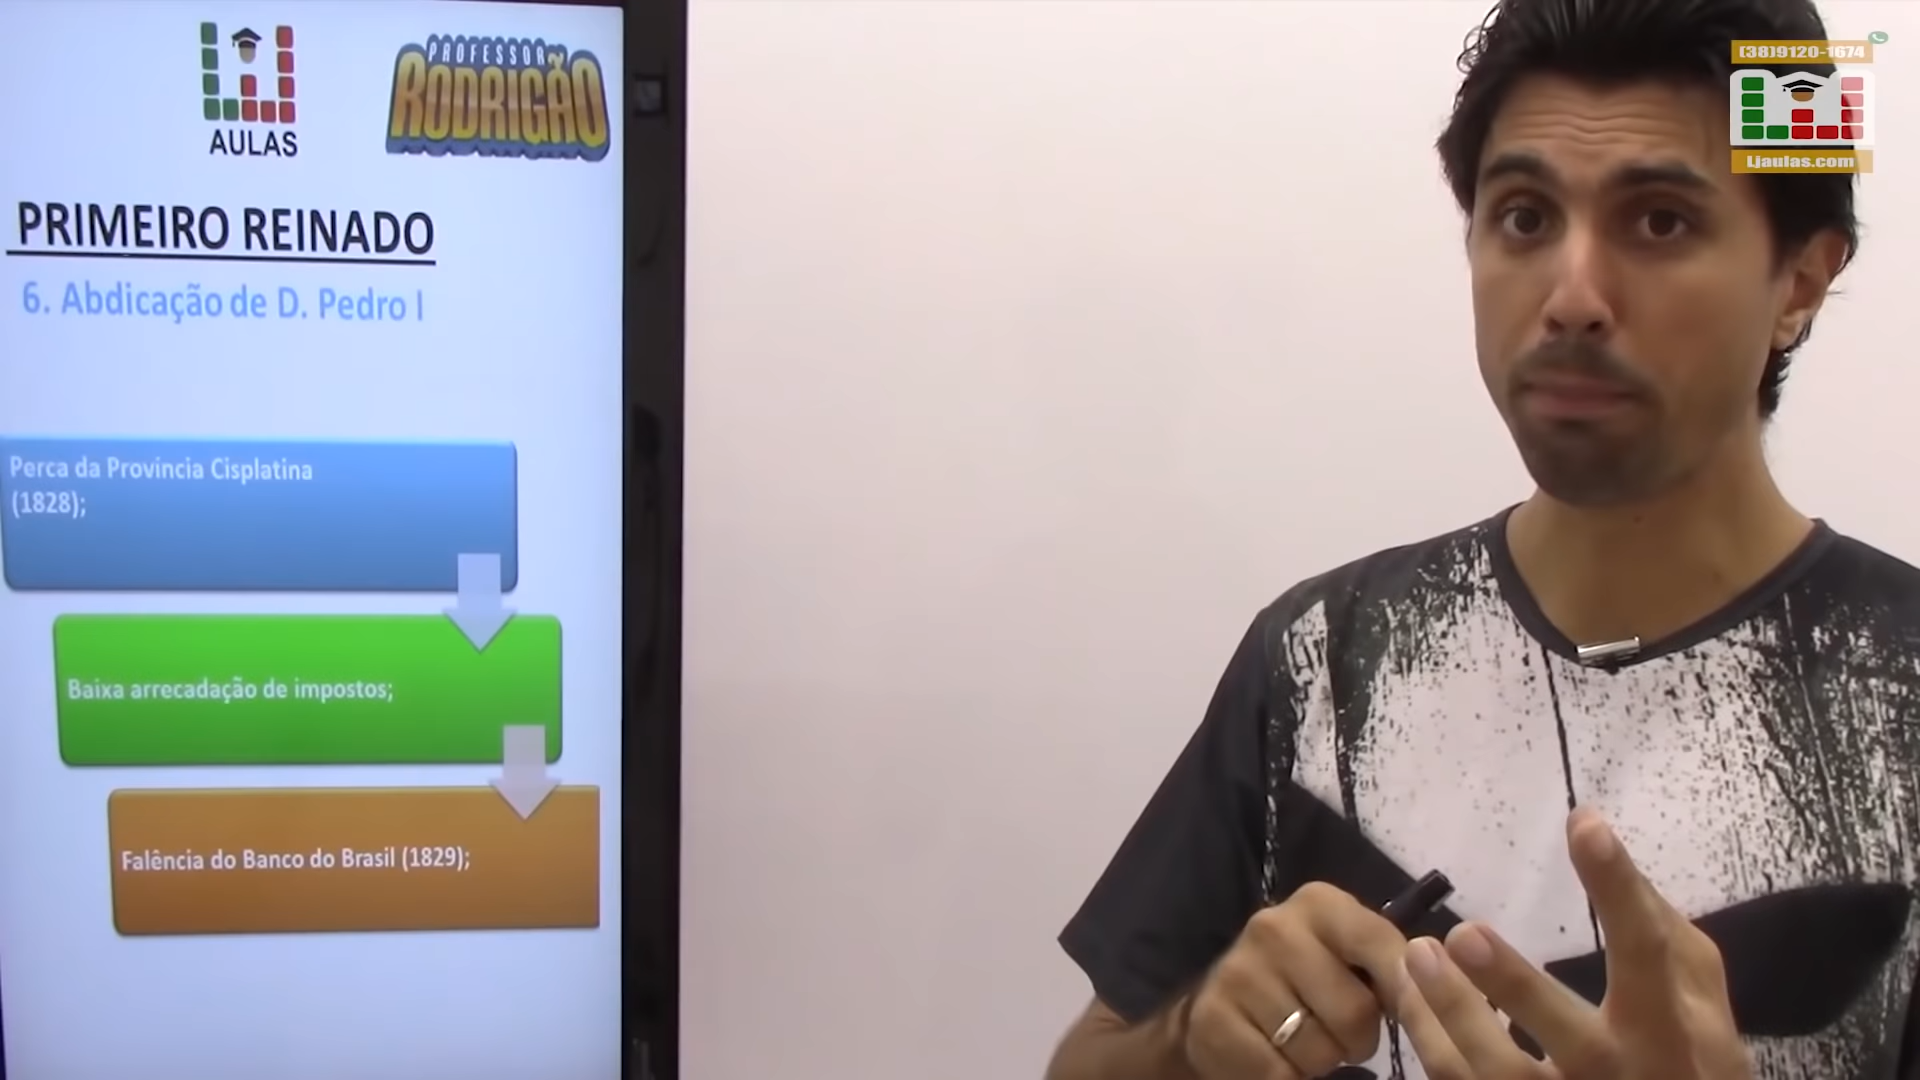 AULAS
PROFESSOR
RODRIGÃO
PRIMEIRO REINADO
6. Abdicação de D. Pedro I
Perca da Província Cisplatina
(1828);
Baixa arrecadação de impostos;
Falência do Banco do Brasil (1829);
(38)9120-1674
Ljaulas.com